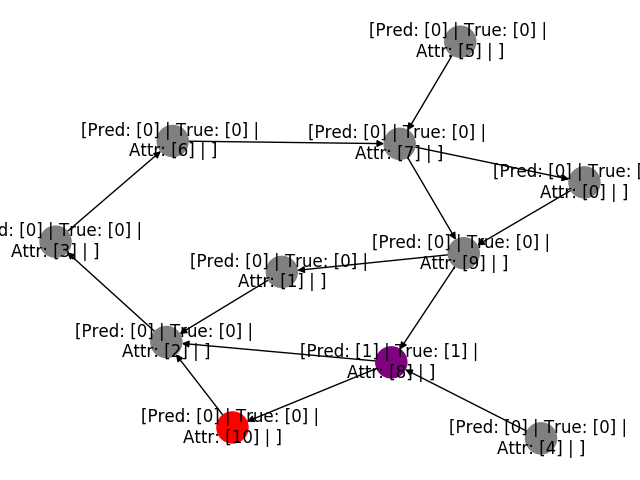 [Pred: [0] | True: [0] |
Attr: [5] | ]
[Pred: [0] | True: [0] |
Attr: [6] | ]
[Pred: [0] | True: [0] |
Attr: [7] | ]
[Pred: [0] | True: [
Attr: [0] | ]
d: [0] | True: [0] |
Attr: [3] | ]
[Pred: [0] | True: [0] |
Attr: [9] | ]
[Pred: [0] | True: [0] |
Attr: [1] | ]
[Pred: [0] | True: [0] |
Attr: [2] | ]
[Pred: [1] | True: [1] |
Attr: [8] | ]
[Pred: [0] | True: [0] |
Attr: [10] | ]
[Pred: [0] | True: [0] |
Attr: [4] | ]